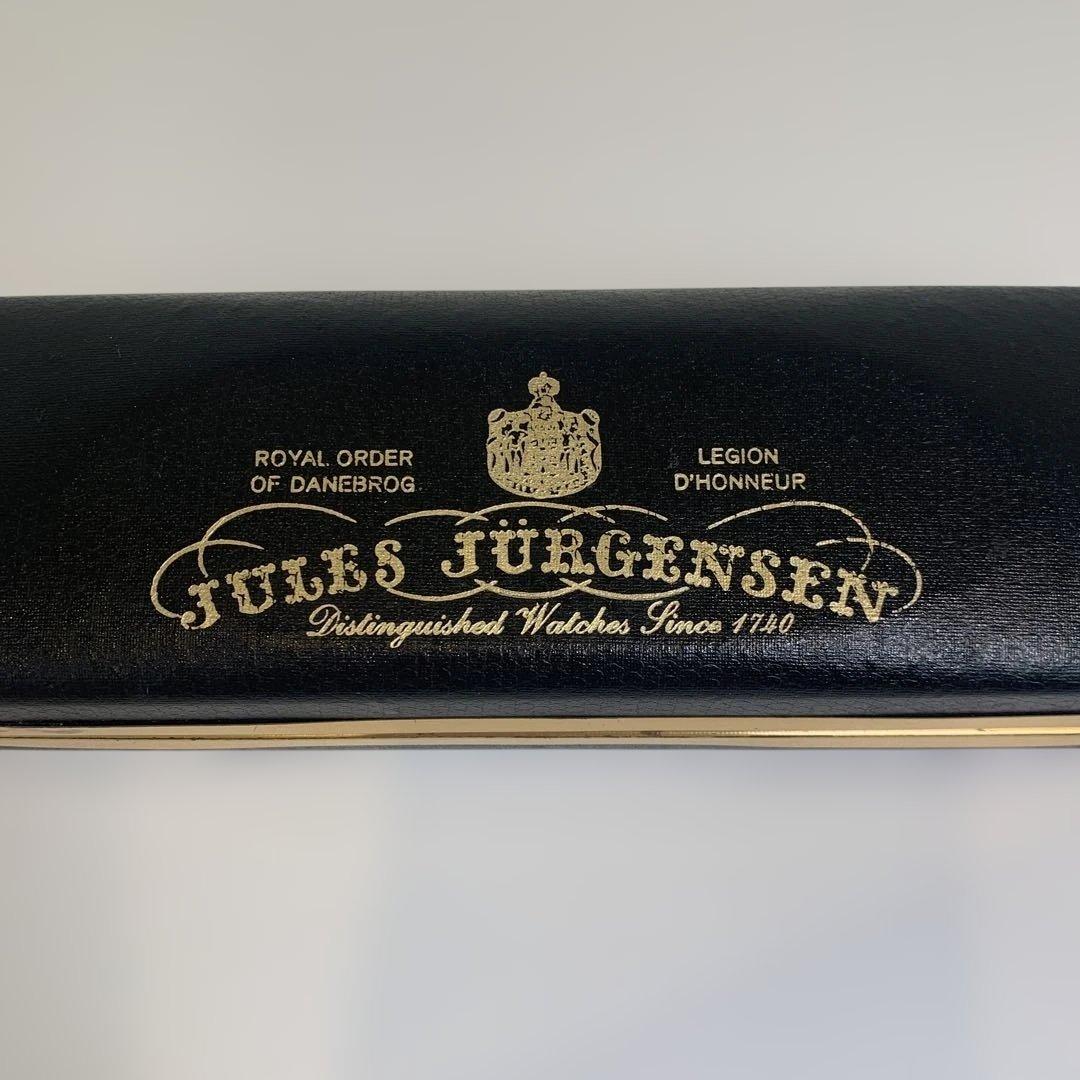 ROYAL ORDER
OF DANEBROG
LEGION
D'HONNEUR
JULES JÜRGENSEN
Distinguished Watches Since 1740